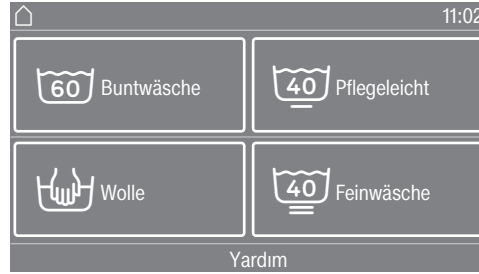 11:02
60 Buntwäsche
40 Pflegeleicht
Wolle
40 Feinwäsche
Yardım